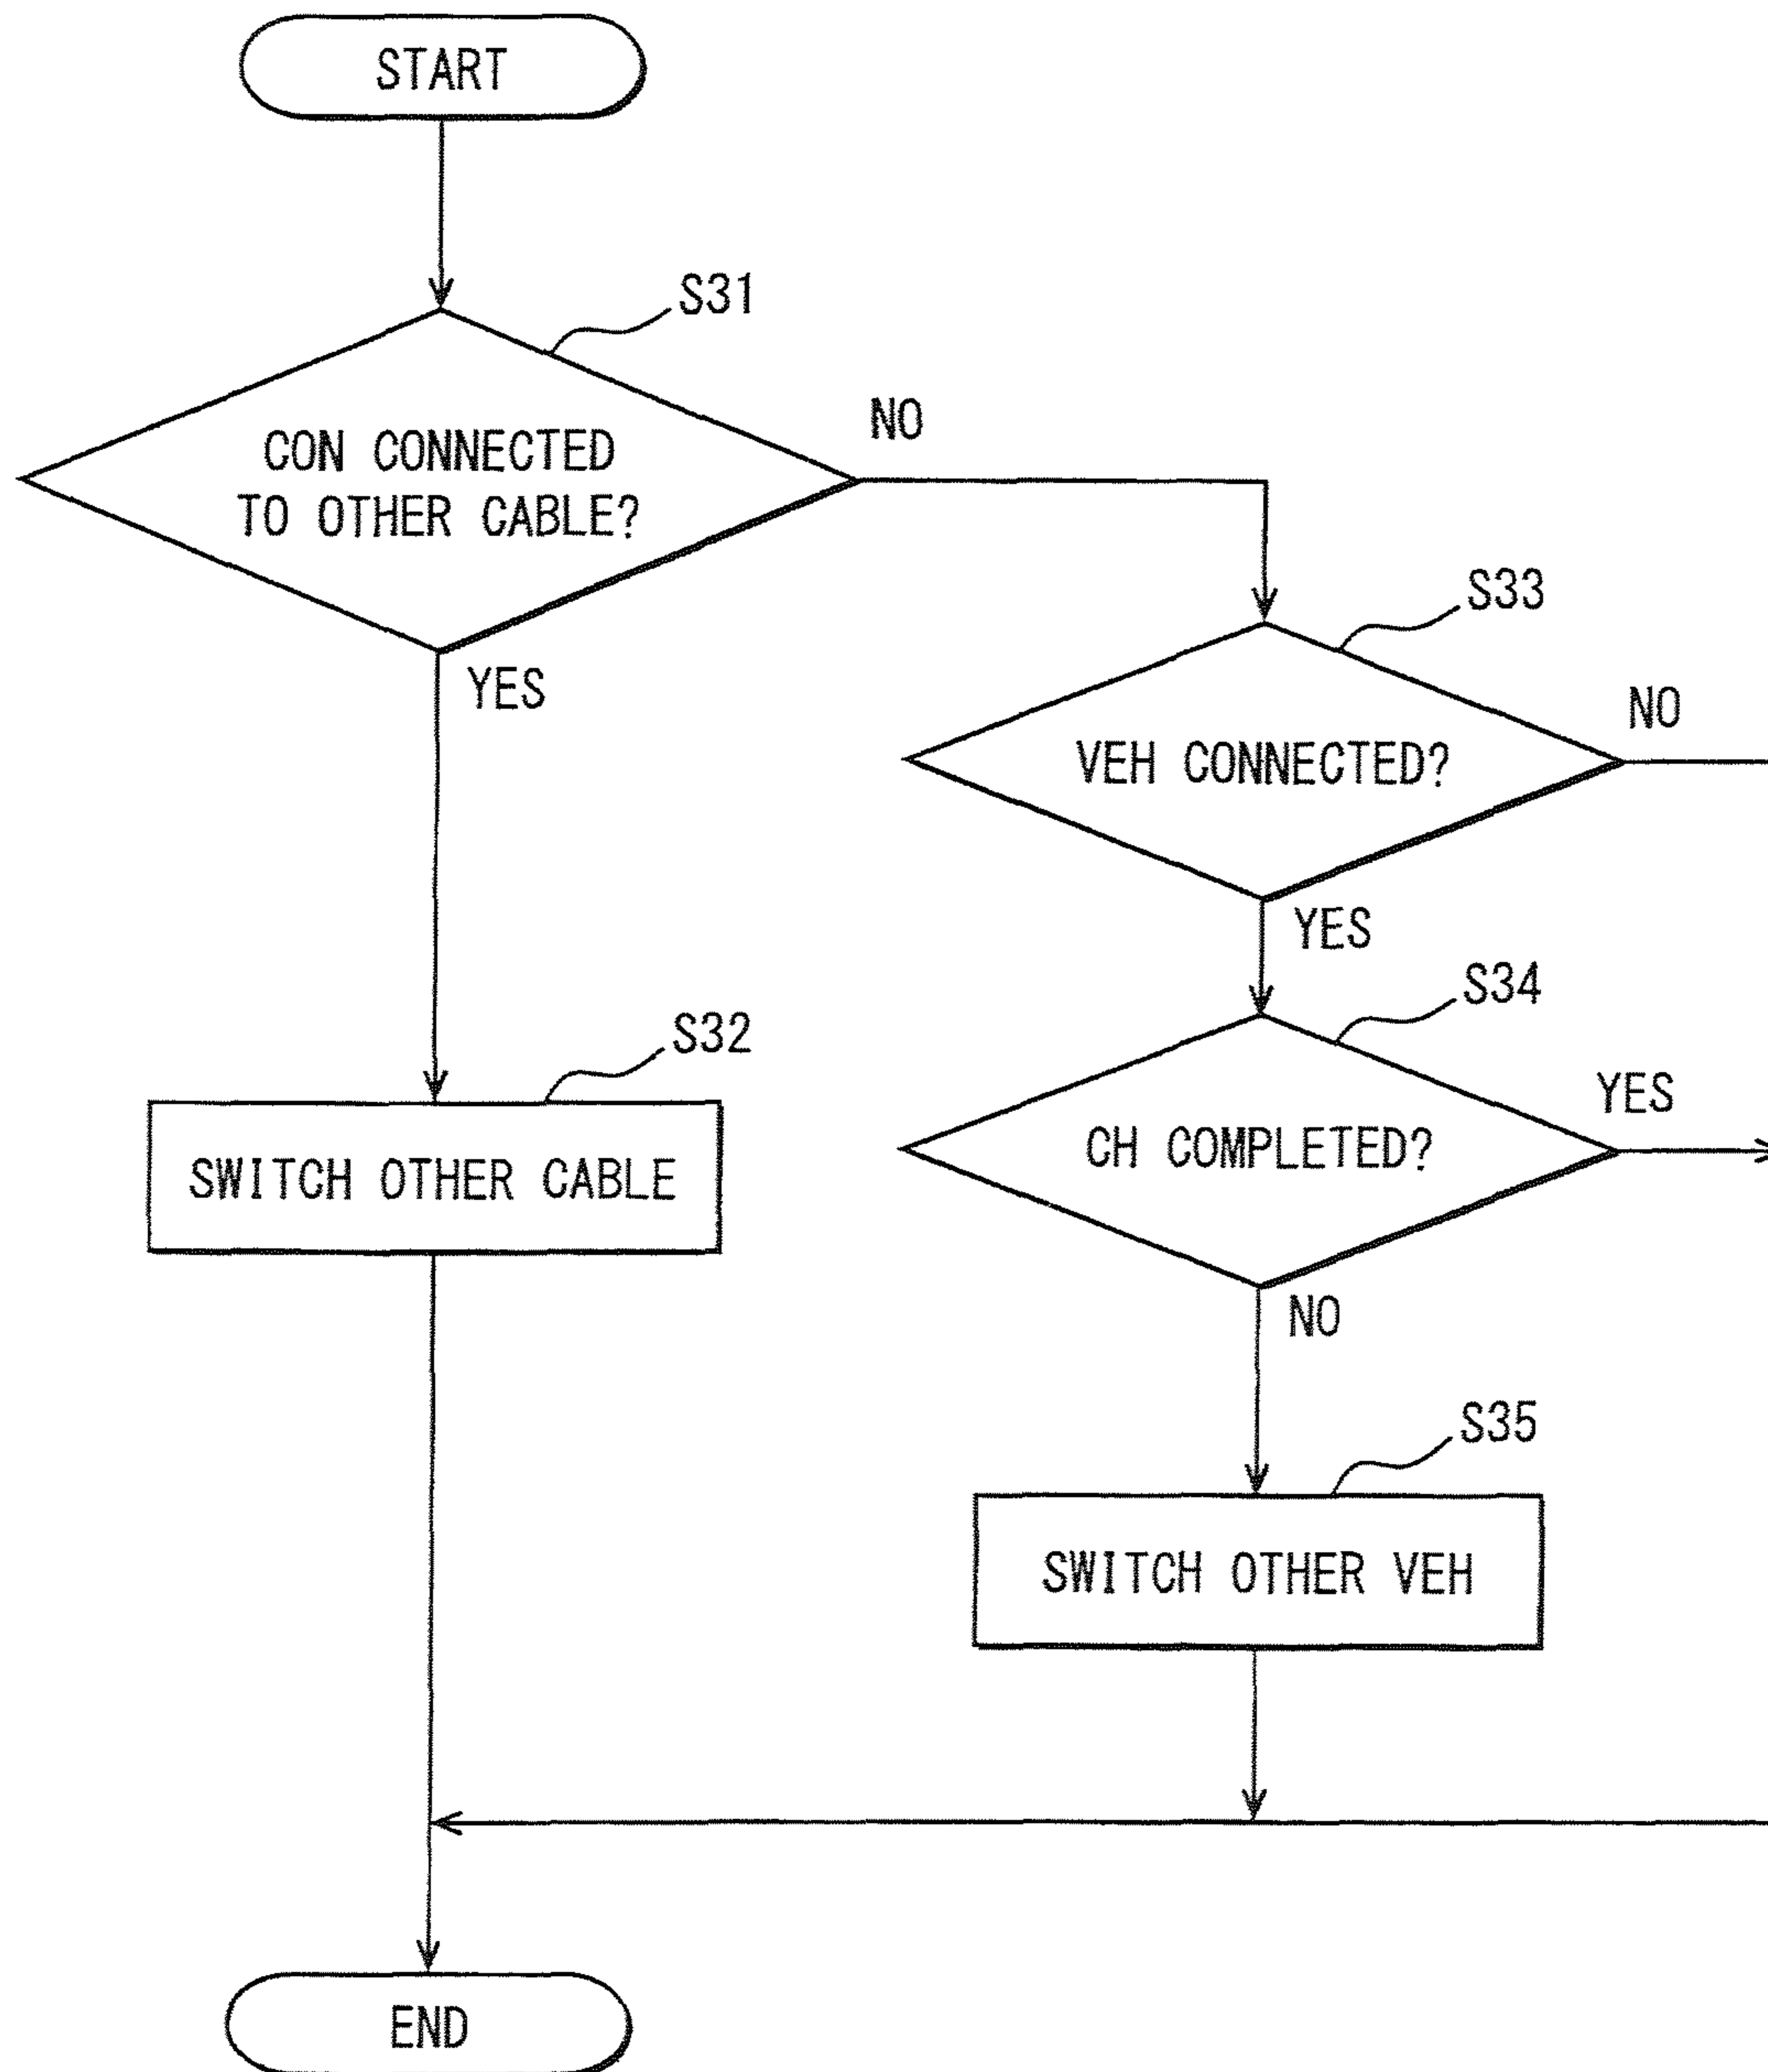 START
S31
CON CONNECTED
TO OTHER CABLE?
NO
YES
S33
VEH CONNECTED?
NO
YES
S34
CH COMPLETED?
YES
NO
S32
SWITCH OTHER CABLE
S35
SWITCH OTHER VEH
END